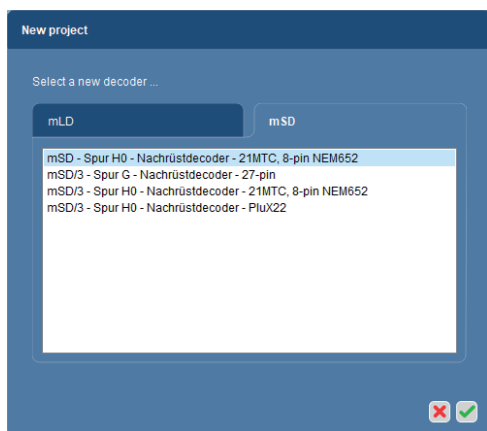 New project
Select a new decoder ...
mLD
mSD
mSD - Spur H0 - Nachrüstdecoder - 21MTC, 8-pin NEM652
mSD/3 - Spur G - Nachrüstdecoder - 27-pin
mSD/3 - Spur H0 - Nachrüstdecoder - 21MTC, 8-pin NEM652
mSD/3 - Spur H0 - Nachrüstdecoder - PluX22